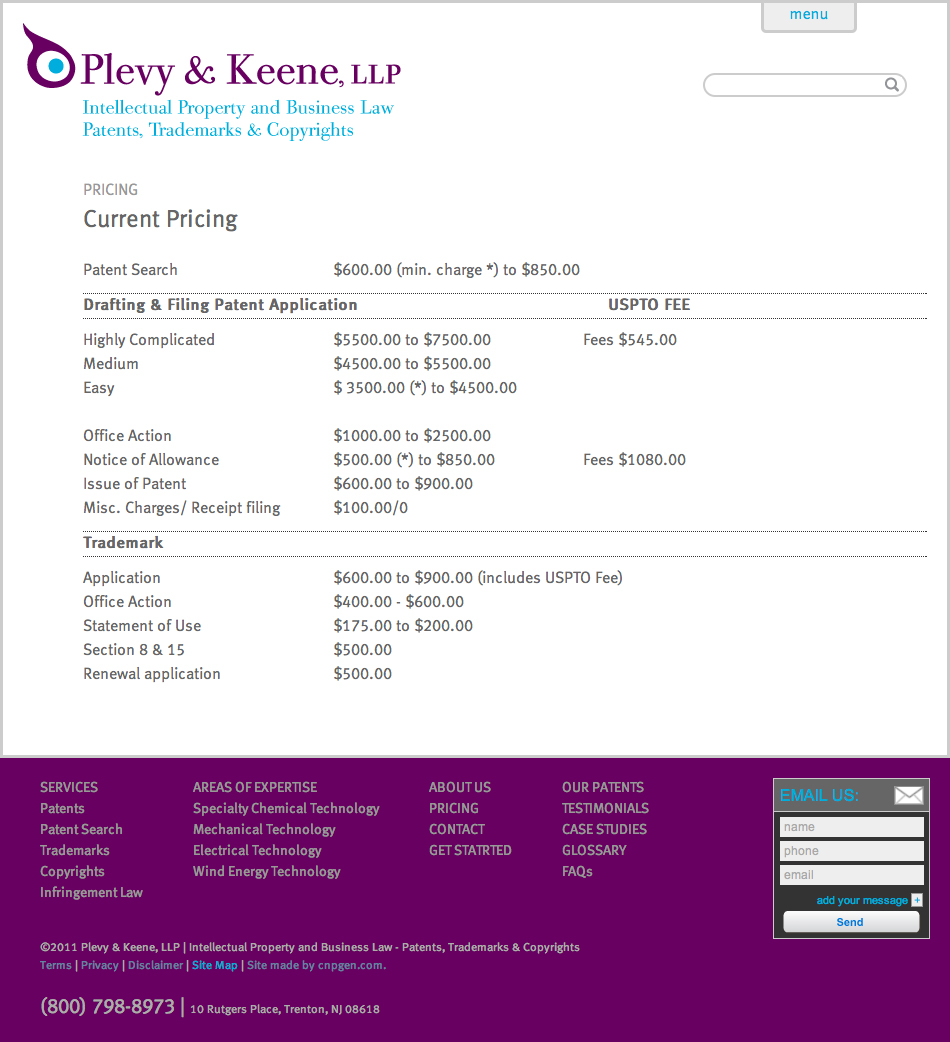 menu
Plevy & Keene, LLP
Intellectual Property and Business Law
Patents, Trademarks & Copyrights
PRICING
Current Pricing
Patent Search $600.00 (min. charge *) to $850.00
Drafting & Filing Patent Application USPTO FEE
Highly Complicated $5500.00 to $7500.00 Fees $545.00
Medium $4500.00 to $5500.00
Easy $ 3500.00 (*) to $4500.00
Office Action $1000.00 to $2500.00
Notice of Allowance $500.00 (*) to $850.00 Fees $1080.00
Issue of Patent $600.00 to $900.00
Misc. Charges/ Receipt filing $100.00/0
Trademark
Application $600.00 to $900.00 (includes USPTO Fee)
Office Action $400.00 - $600.00
Statement of Use $175.00 to $200.00
Section 8 & 15 $500.00
Renewal application $500.00
SERVICES
Patents
Patent Search
Trademarks
Copyrights
Infringement Law
AREAS OF EXPERTISE
Specialty Chemical Technology
Mechanical Technology
Electrical Technology
Wind Energy Technology
ABOUT US
PRICING
CONTACT
GET STATRTED
OUR PATENTS
TESTIMONIALS
CASE STUDIES
GLOSSARY
FAQs
EMAIL US:
name
phone
email
add your message +
Send
©2011 Plevy & Keene, LLP | Intellectual Property and Business Law - Patents, Trademarks & Copyrights
Terms | Privacy | Disclaimer | Site Map | Site made by cnpgen.com.
(800) 798-8973 | 10 Rutgers Place, Trenton, NJ 08618